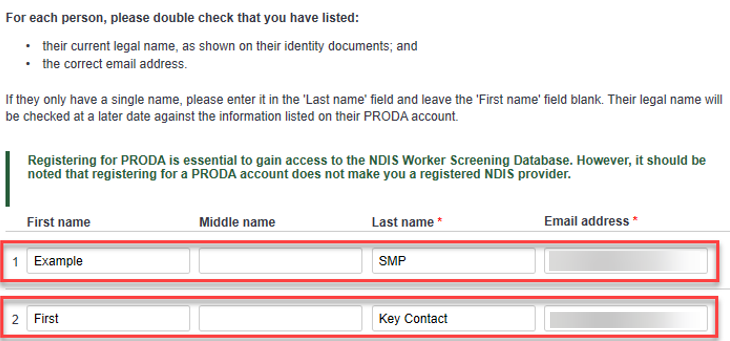 For each person, please double check that you have listed:
• their current legal name, as shown on their identity documents; and
• the correct email address.
If they only have a single name, please enter it in the 'Last name' field and leave the 'First name' field blank. Their legal name will
be checked at a later date against the information listed on their PRODA account.
Registering for PRODA is essential to gain access to the NDIS Worker Screening Database. However, it should be
noted that registering for a PRODA account does not make you a registered NDIS provider.
First name Middle name Last name * Email address *
1 Example SMP
2 First Key Contact